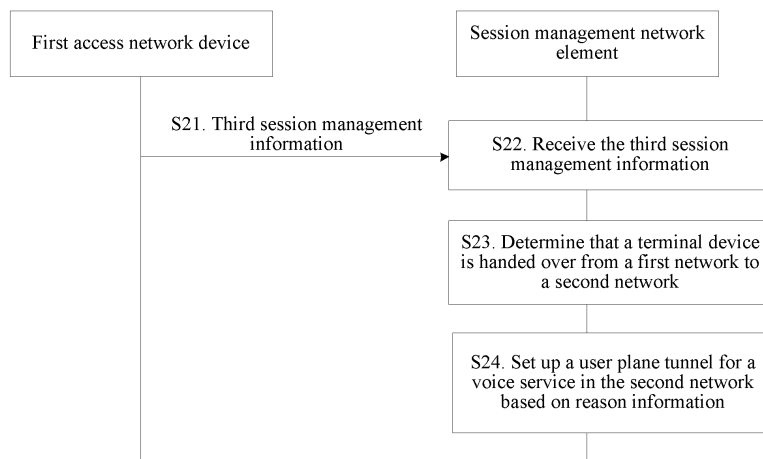 First access network device
Session management network
element
S21. Third session management
information
S22. Receive the third session
management information
S23. Determine that a terminal device
is handed over from a first network to
a second network
S24. Set up a user plane tunnel for a
voice service in the second network
based on reason information